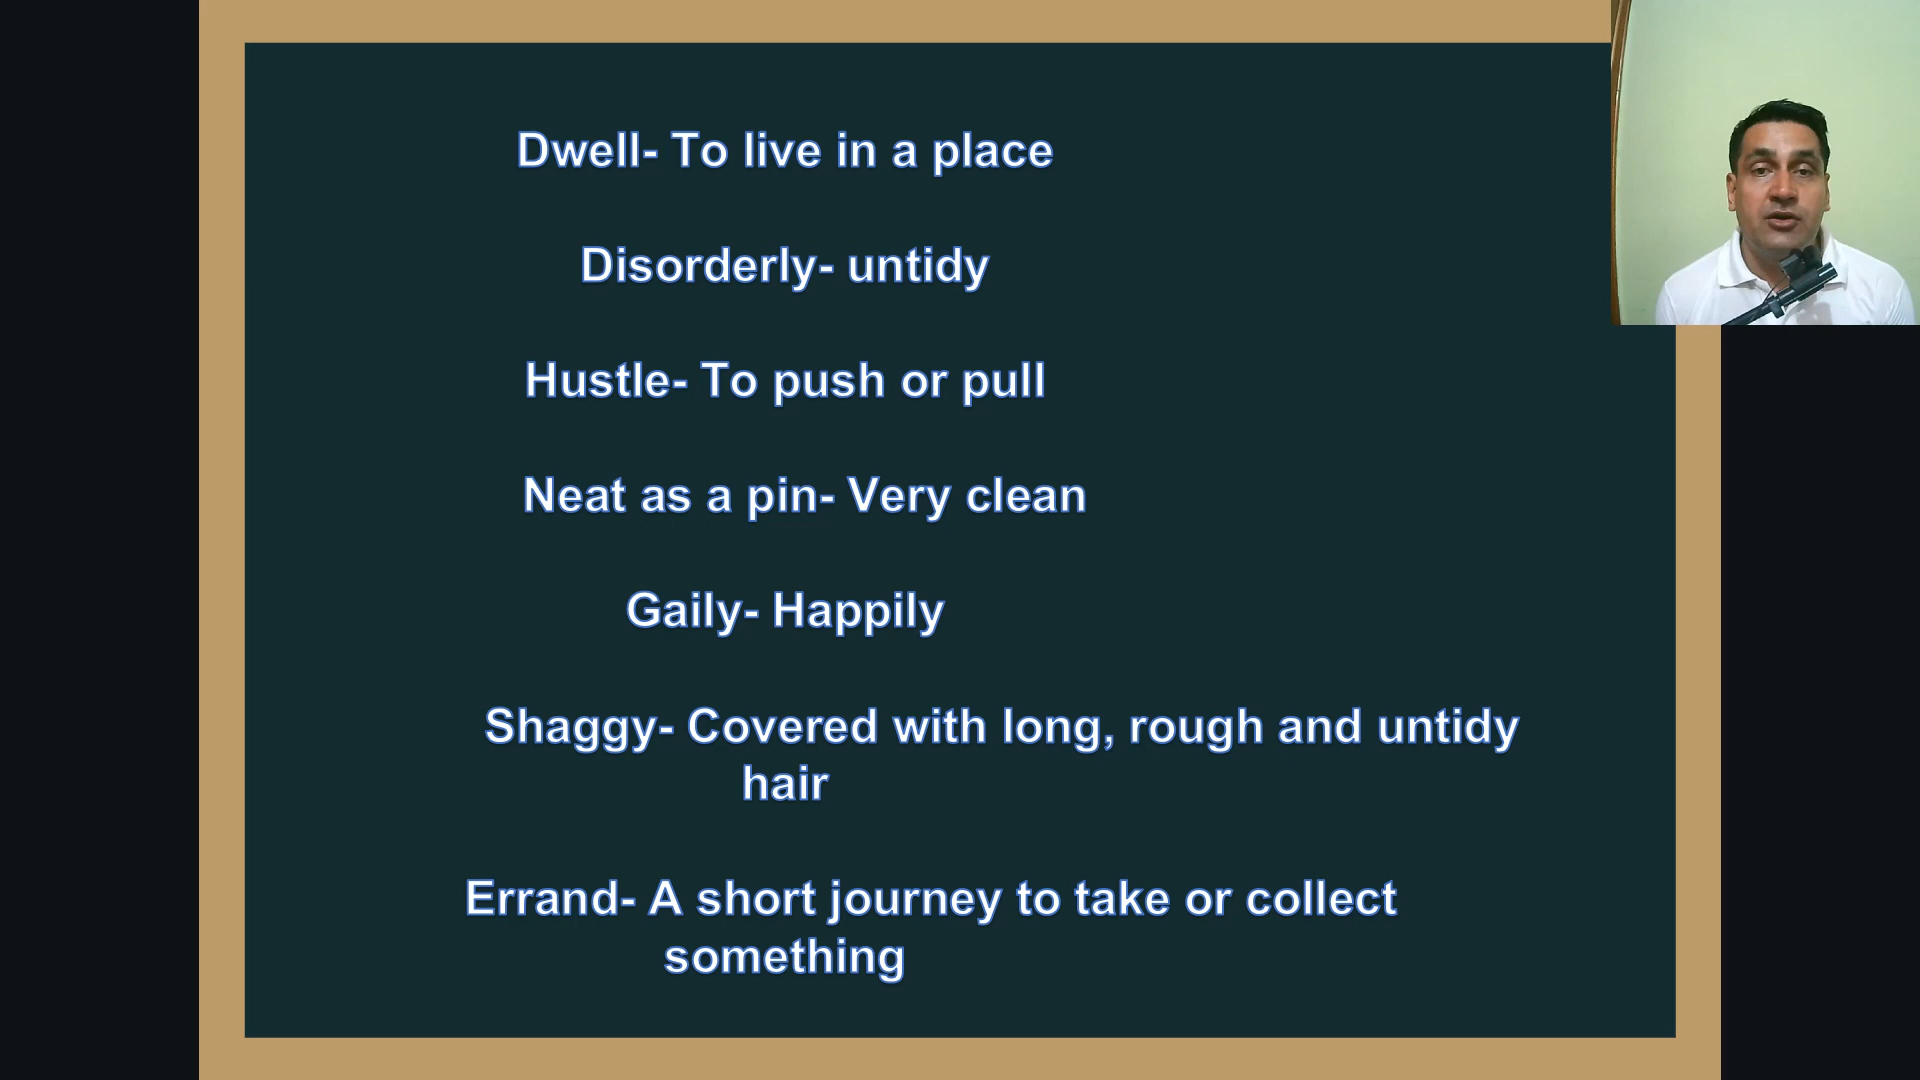 Dwell- To live in a place
Disorderly- untidy
Hustle- To push or pull
Neat as a pin- Very clean
Gaily- Happily
Shaggy- Covered with long, rough and untidy
hair
Errand- A short journey to take or collect
something